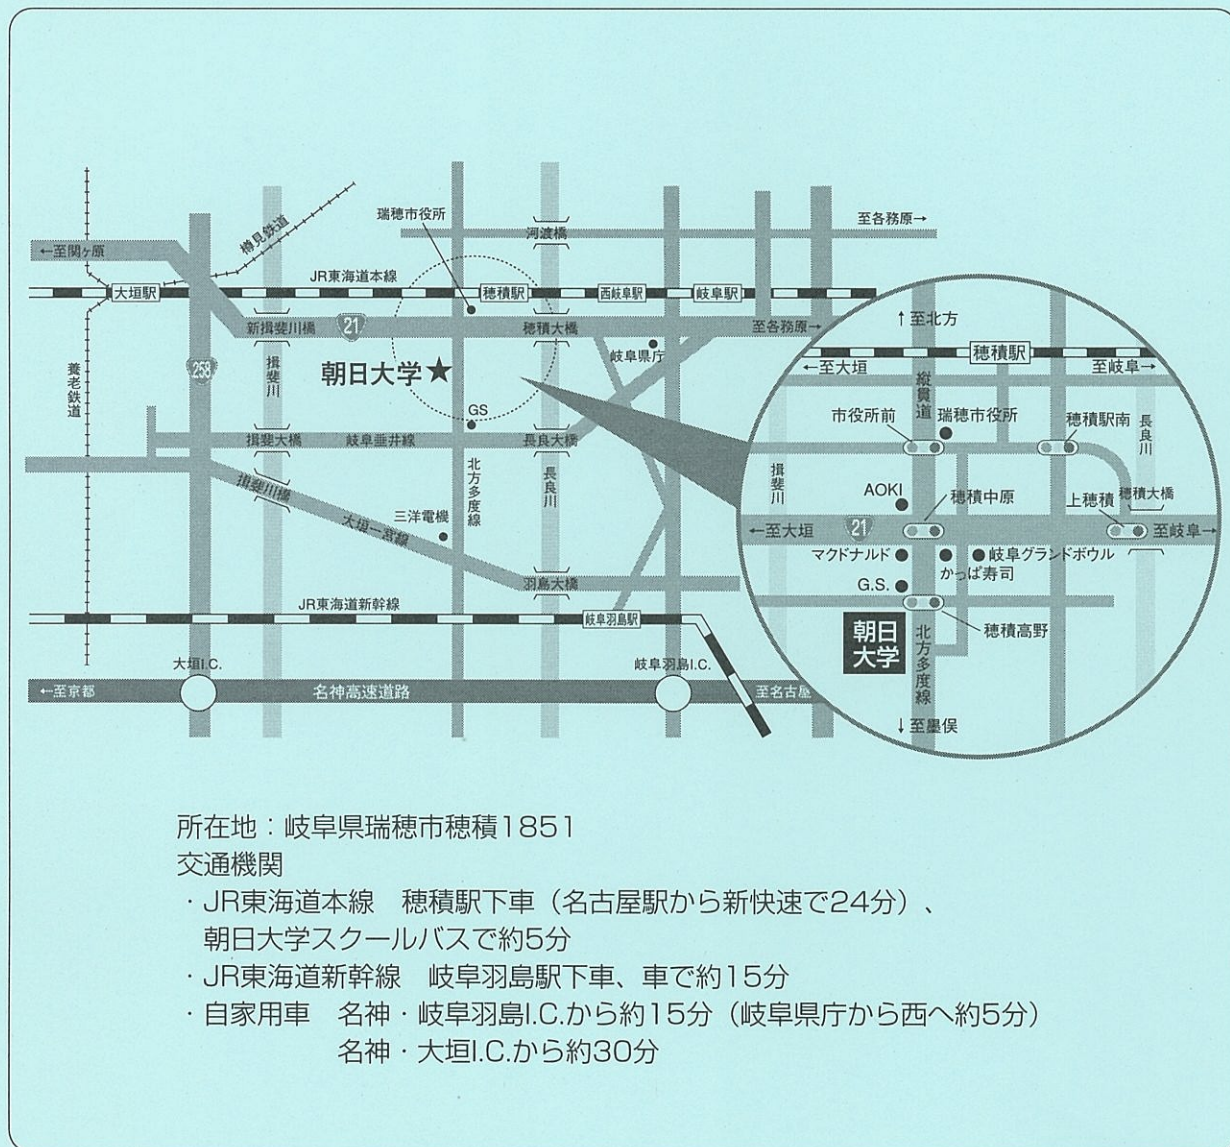 瑞穂市役所
河渡橋
至各務原→
←至関ヶ原
樽見鉄道
JR東海道本線
大垣駅
穂積駅
西岐阜駅
岐阜駅
新揖斐川橋
21
穂積大橋
至各務原→
258
揖斐川
岐阜県庁
朝日大学★
養老鉄道
GS
揖斐大橋
岐阜垂井線
長良大橋
揖斐川橋
北方多度線
長良川
三洋電機
大垣一宮線
羽島大橋
JR東海道新幹線
岐阜羽島駅
大垣I.C.
岐阜羽島I.C.
←至京都
名神高速道路
至名古屋
↑至北方
穂積駅
←至大垣
至岐阜→
縦貫道
市役所前
瑞穂市役所
穂積駅南
長良川
揖斐川
AOKI
穂積中原
上穂積
穂積大橋
←至大垣
21
至岐阜→
マクドナルド
岐阜グランドボウル
かっぱ寿司
G.S.
朝日
大学
北方多度線
穂積高野
↓至墨俣
所在地：岐阜県瑞穂市穂積1851
交通機関
・JR東海道本線　穂積駅下車（名古屋駅から新快速で24分）、
朝日大学スクールバスで約5分
・JR東海道新幹線　岐阜羽島駅下車、車で約15分
・自家用車　名神・岐阜羽島I.C.から約15分（岐阜県庁から西へ約5分）
名神・大垣I.C.から約30分